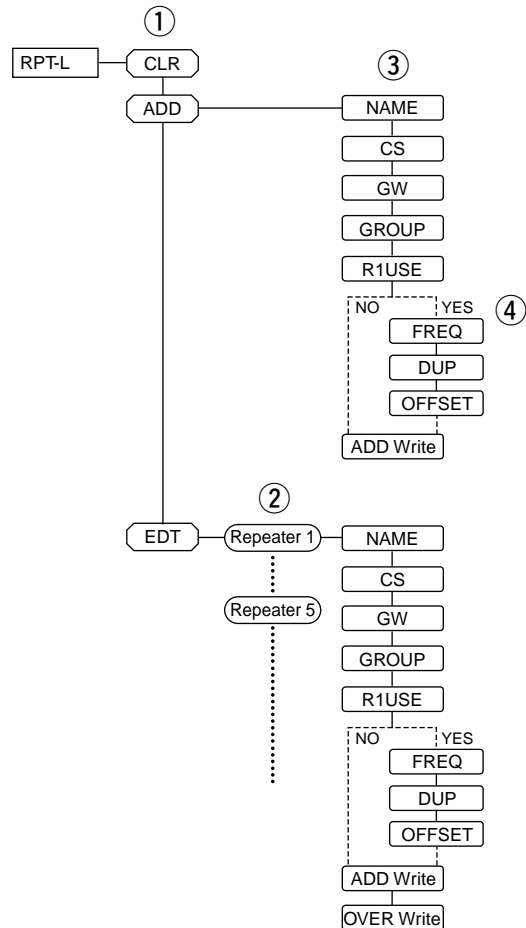 ①
RPT-L CLR
③
ADD NAME
CS
GW
GROUP
R1USE
NO YES ④
FREQ
DUP
OFFSET
ADD Write
②
EDT Repeater 1 NAME
CS
Repeater 5 GW
GROUP
R1USE
NO YES
FREQ
DUP
OFFSET
ADD Write
OVER Write